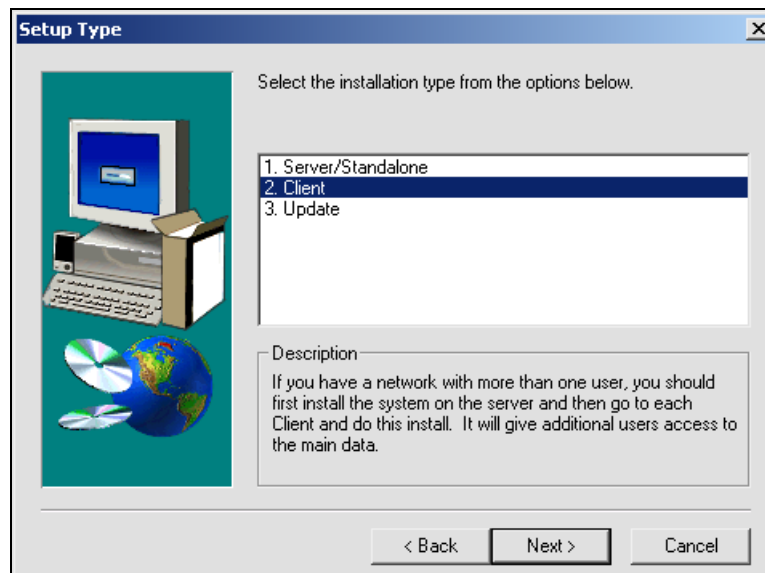 Setup Type
Select the installation type from the options below.
1. Server/Standalone
2. Client
3. Update
Description
If you have a network with more than one user, you should
first install the system on the server and then go to each
Client and do this install.  It will give additional users access to
the main data.
< Back
Next >
Cancel